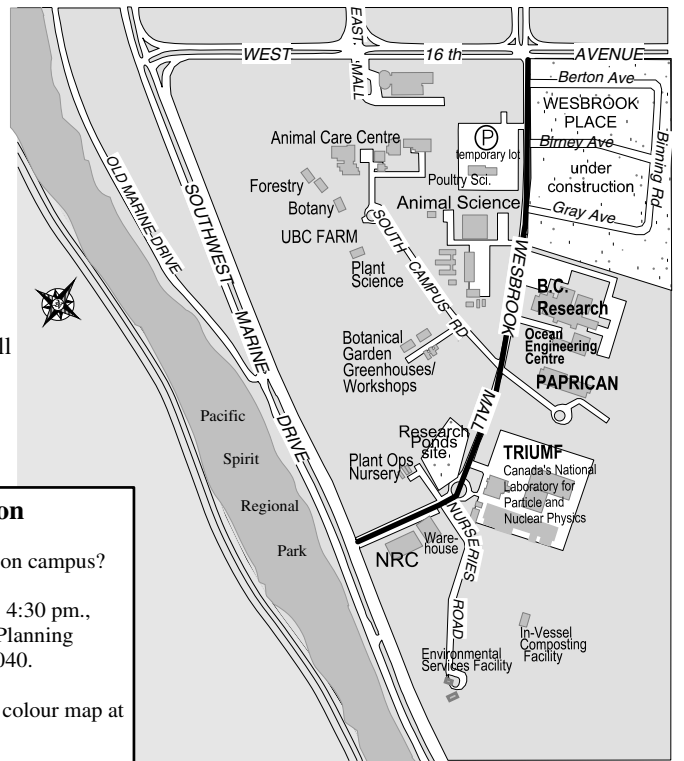 EAST MALL
WEST 16 th AVENUE
Berton Ave
WESBROOK
PLACE
Birney Ave
under
construction
Gray Ave
Binning Rd
P
temporary lot
Poultry Sci.
Animal Care Centre
Animal Science
Forestry
Botany
UBC FARM
Plant
Science
SOUTH CAMPUS RD
OLD MARINE DRIVE
SOUTHWEST MARINE DRIVE
WESBROOK MALL
B.C.
Research
Ocean
Engineering
Centre
PAPRICAN
Botanical
Garden
Greenhouses/
Workshops
Research
Ponds
site
Plant Ops
Nursery
TRIUMF
Canada's National
Laboratory for
Particle and
Nuclear Physics
Pacific
Spirit
Regional
Park
NRC
Ware-
house
NURSERIES ROAD
In-Vessel
Composting
Facility
Environmental
Services Facility
ll
on
on campus?
4:30 pm.,
Planning
040.
colour map at